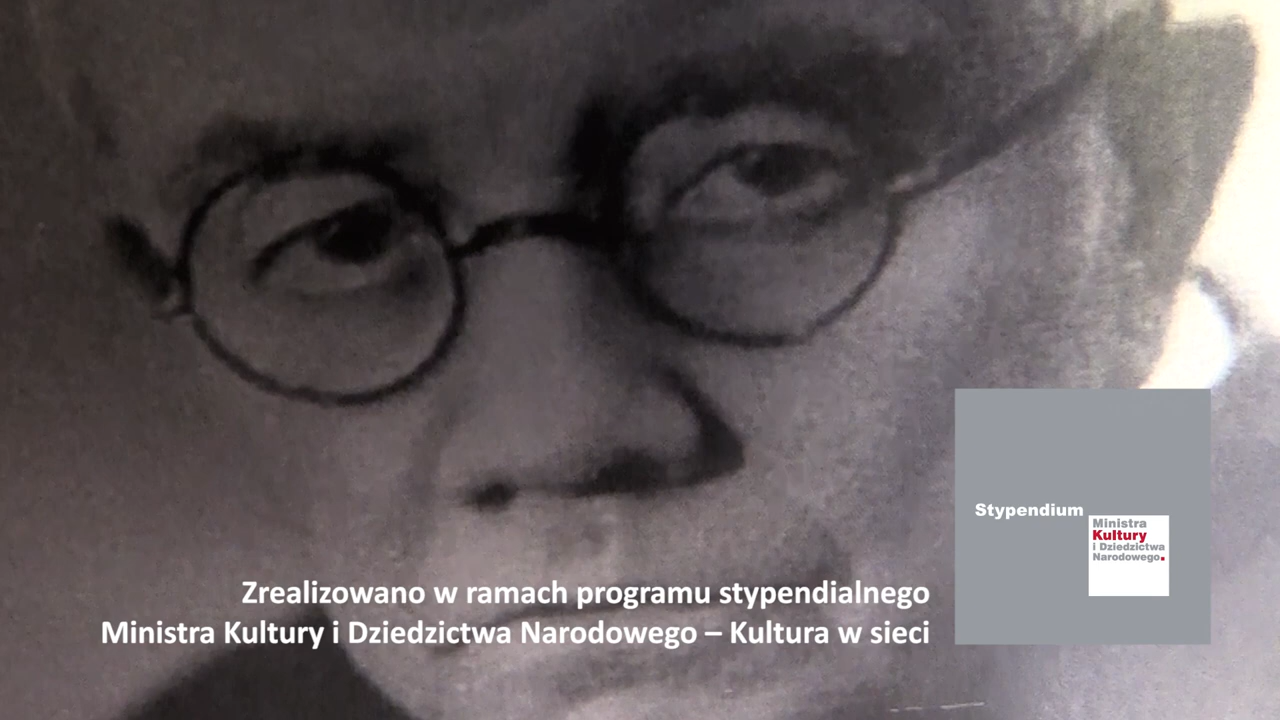 Stypendium
Ministra
Kultury
i Dziedzictwa
Narodowego.
Zrealizowano w ramach programu stypendialnego
Ministra Kultury i Dziedzictwa Narodowego – Kultura w sieci